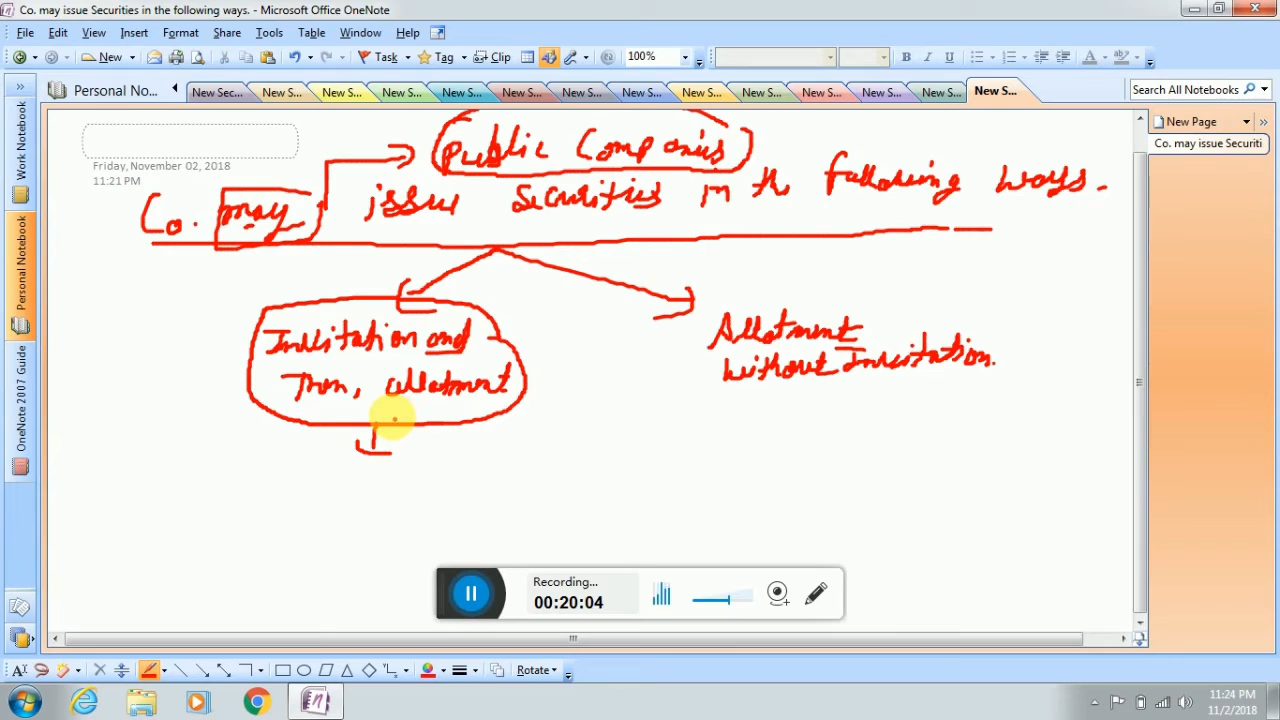 Co. may issue Securities in the following ways. - Microsoft Office OneNote
File Edit View Insert Format Share Tools Table Window Help
New Task Tag Clip 100% B I U A ab
Personal No... New Sec... New S... New S... New S... New S... New S... New S... New S... New S... New S... New S... New S... New S... New S... Search All Notebooks
New Page
Co. may issue Securiti
Work Notebook
Personal Notebook
OneNote 2007 Guide
Friday, November 02, 2018
11:21 PM
Public Companies
Co. may issue securities in the following ways.
Invitation and
Then, allotment
Allotment
without Invitation.
Recording...
00:20:04
A Rotate
11:24 PM
11/2/2018